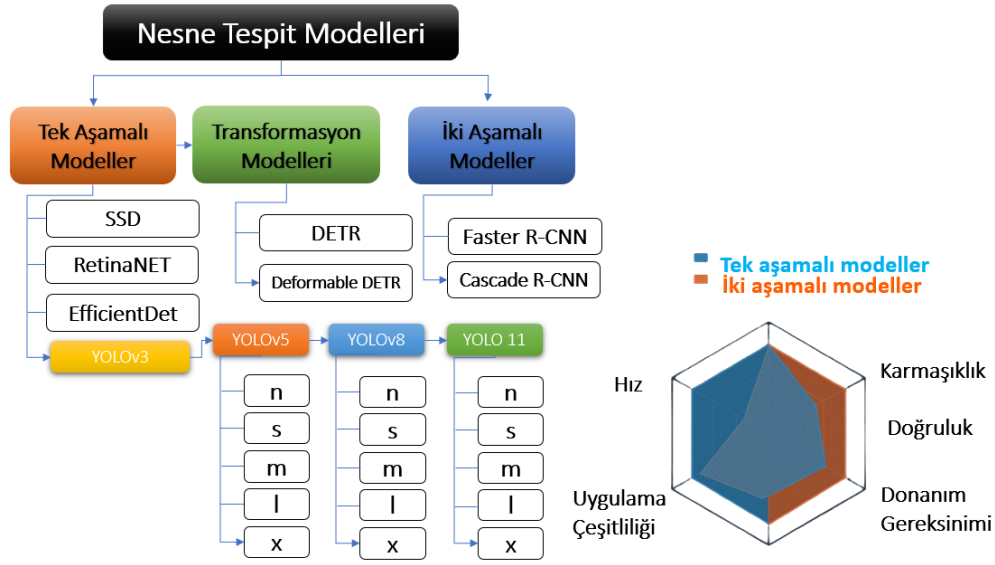 Nesne Tespit Modelleri
Tek Aşamalı
Modeller
Transformasyon
Modelleri
İki Aşamalı
Modeller
SSD
RetinaNET
EfficientDet
YOLOv3
DETR
Deformable DETR
Faster R-CNN
Cascade R-CNN
YOLOv5
n
s
m
l
x
YOLOv8
n
s
m
l
x
YOLO 11
n
s
m
l
x
Tek aşamalı modeller
İki aşamalı modeller
Hız
Karmaşıklık
Doğruluk
Uygulama
Çeşitliliği
Donanım
Gereksinimi